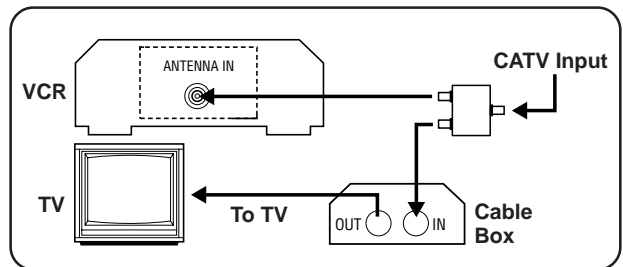 ANTENNA IN
CATV Input
VCR
TV
To TV
OUT
IN
Cable
Box